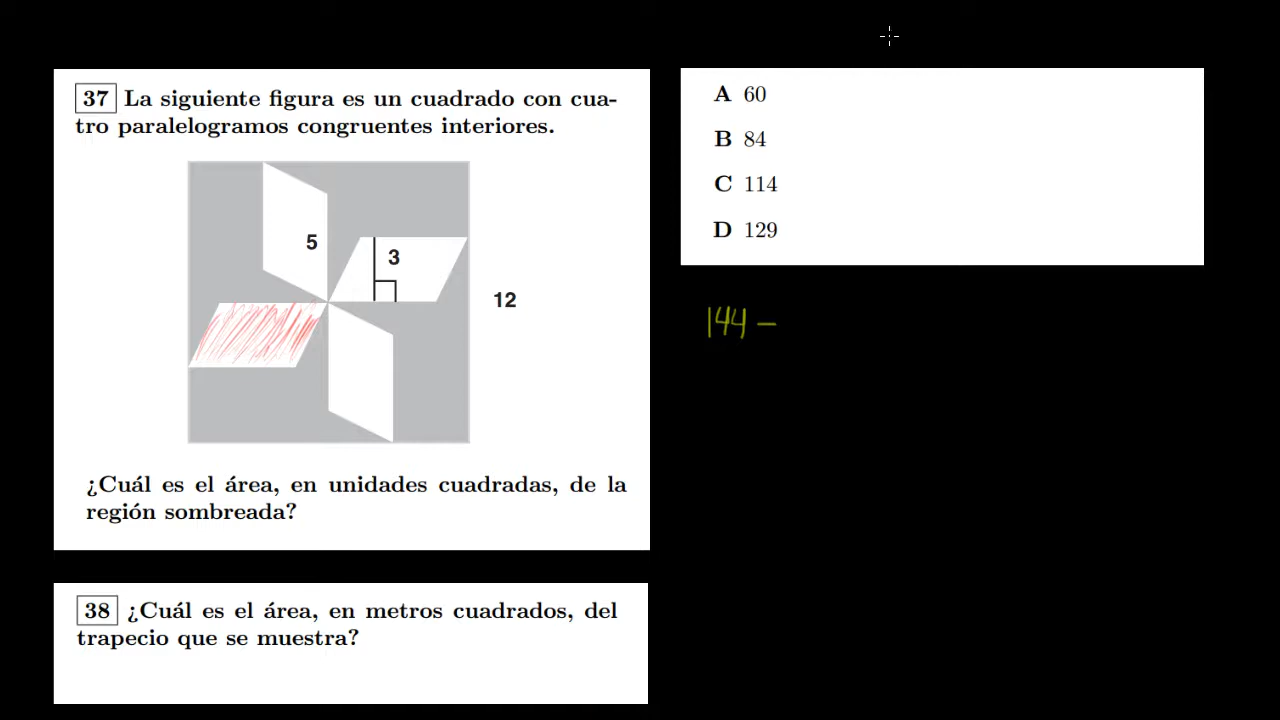 37 La siguiente figura es un cuadrado con cua-
tro paralelogramos congruentes interiores.
5
3
12
¿Cuál es el área, en unidades cuadradas, de la
región sombreada?
38 ¿Cuál es el área, en metros cuadrados, del
trapecio que se muestra?
A 60
B 84
C 114
D 129
144 –